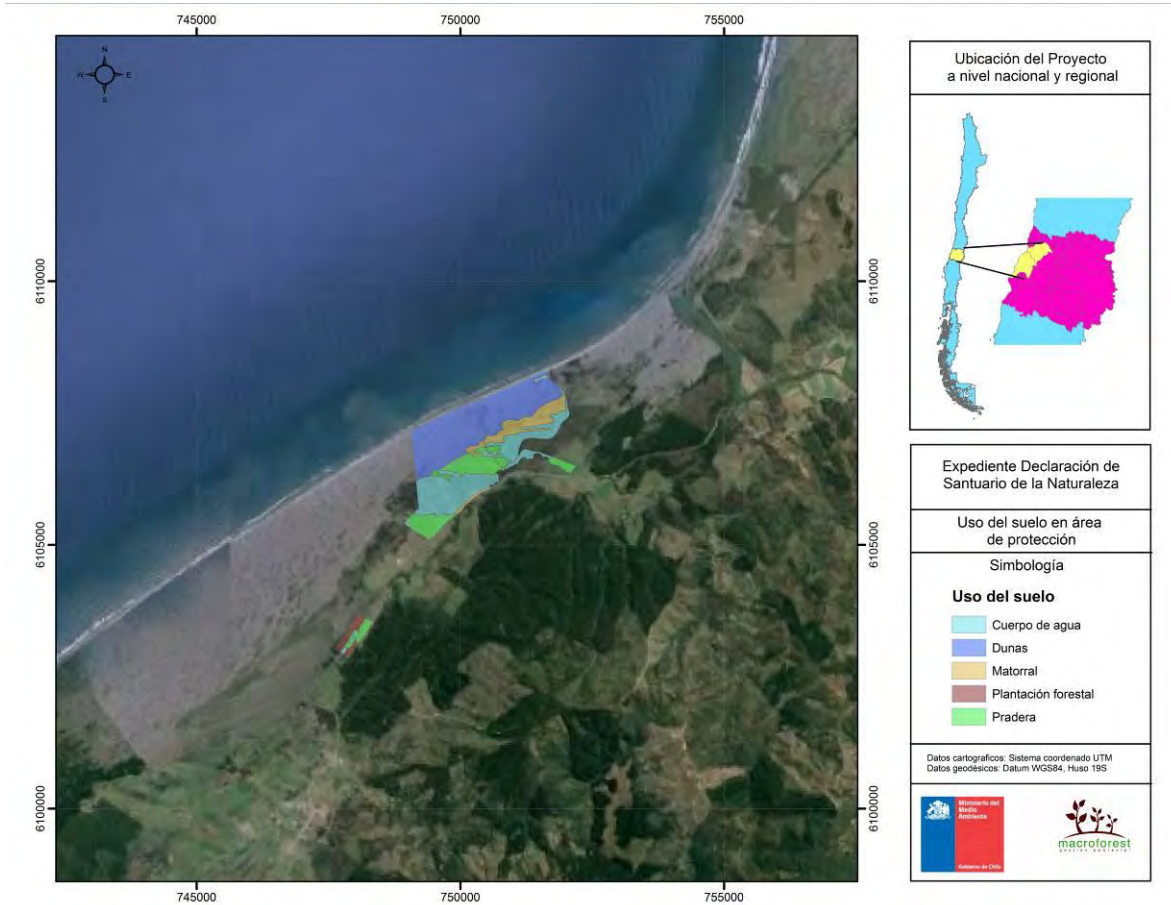 745000
750000
755000
N
W
E
S
6110000
6110000
6105000
6105000
6100000
6100000
745000
750000
755000
Ubicación del Proyecto
a nivel nacional y regional
Expediente Declaración de
Santuario de la Naturaleza
Uso del suelo en área
de protección
Simbología
Uso del suelo
Cuerpo de agua
Dunas
Matorral
Plantación forestal
Pradera
Datos cartograficos: Sistema coordenado UTM
Datos geodésicos: Datum WGS84, Huso 19S
Ministerio del
Medio
Ambiente
Gobierno de Chile
macroforest
gestión ambiental